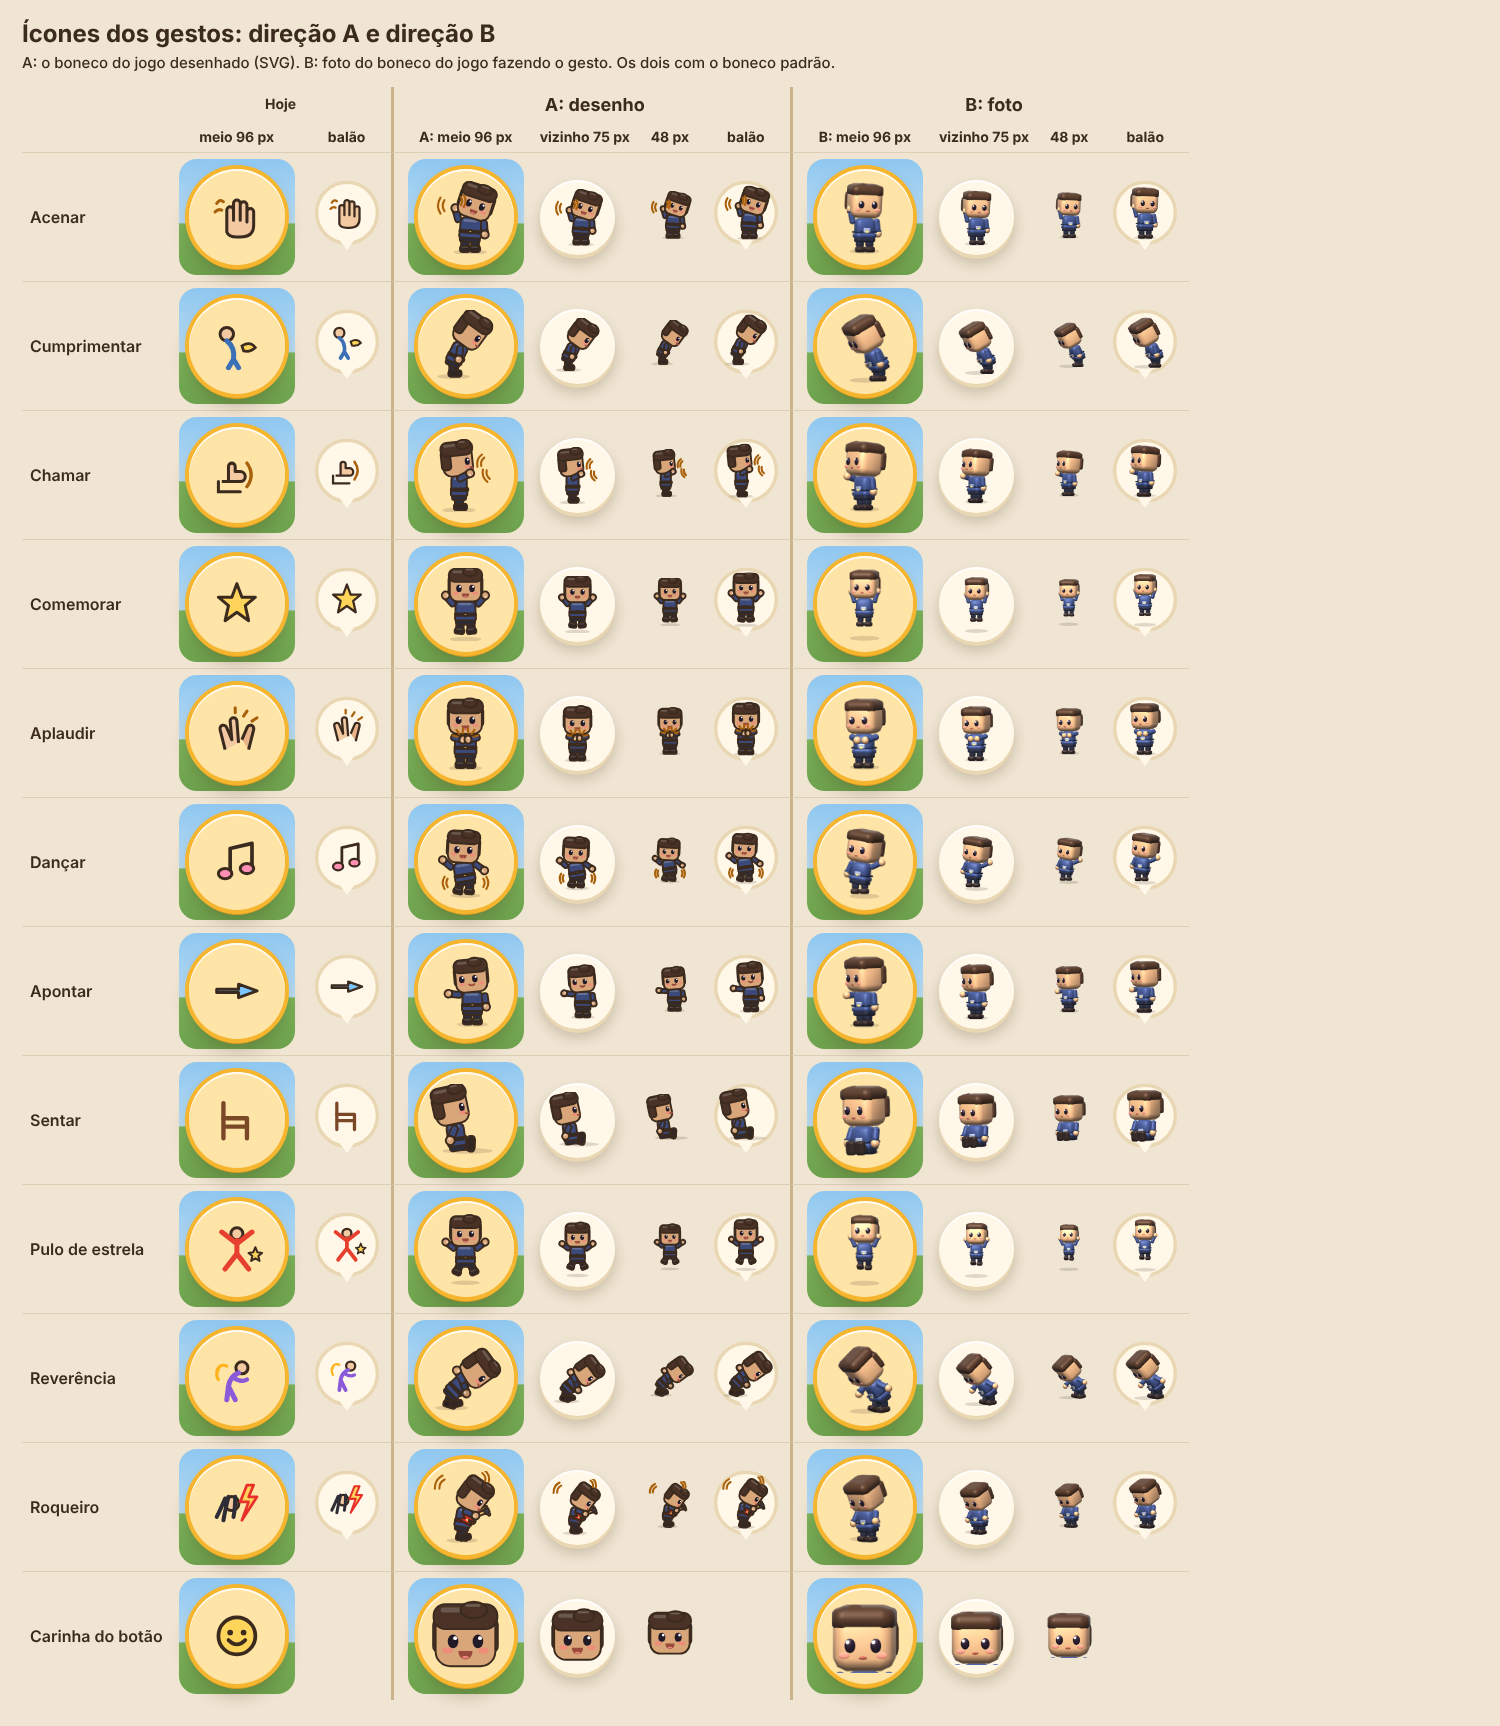 Ícones dos gestos: direção A e direção B
A: o boneco do jogo desenhado (SVG). B: foto do boneco do jogo fazendo o gesto. Os dois com o boneco padrão.
Hoje A: desenho B: foto
meio 96 px balão A: meio 96 px vizinho 75 px 48 px balão B: meio 96 px vizinho 75 px 48 px balão
Acenar
Cumprimentar
Chamar
Comemorar
Aplaudir
Dançar
Apontar
Sentar
Pulo de estrela
Reverência
Roqueiro
Carinha do botão